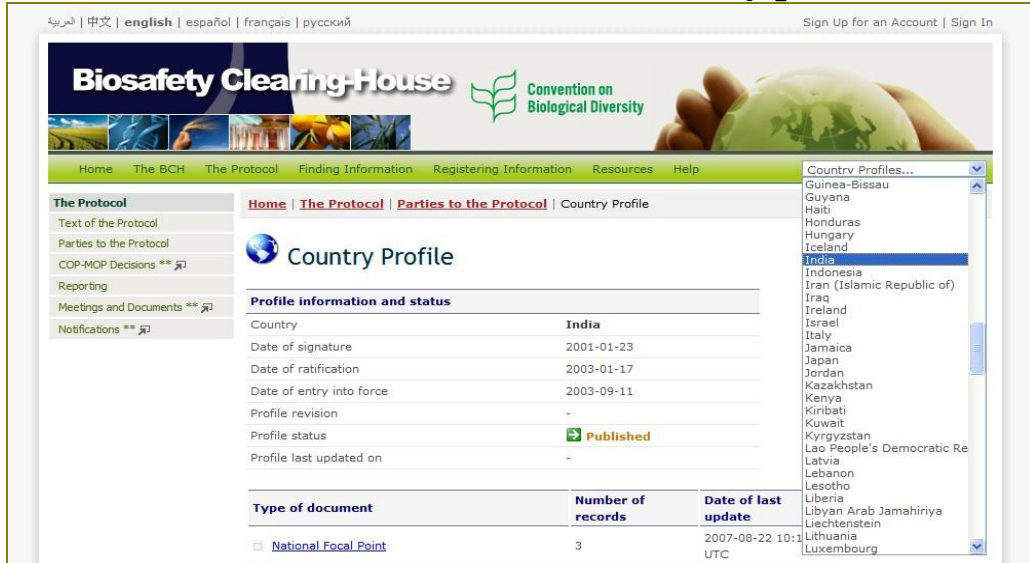 العربية | 中文 | english | español | français | русский
Sign Up for an Account | Sign In
Biosafety Clearing-House
Convention on
Biological Diversity
Home The BCH The Protocol Finding Information Registering Information Resources Help
Country Profiles...
The Protocol
Text of the Protocol
Parties to the Protocol
COP-MOP Decisions **
Reporting
Meetings and Documents **
Notifications **
Home | The Protocol | Parties to the Protocol | Country Profile
Country Profile
Profile information and status
Country India
Date of signature 2001-01-23
Date of ratification 2003-01-17
Date of entry into force 2003-09-11
Profile revision -
Profile status Published
Profile last updated on -
Type of document Number of records Date of last update
National Focal Point 3 2007-08-22 10:1
UTC
Guinea-Bissau
Guyana
Haiti
Honduras
Hungary
Iceland
India
Indonesia
Iran (Islamic Republic of)
Iraq
Ireland
Israel
Italy
Jamaica
Japan
Jordan
Kazakhstan
Kenya
Kiribati
Kuwait
Kyrgyzstan
Lao People's Democratic Re
Latvia
Lebanon
Lesotho
Liberia
Libyan Arab Jamahiriya
Liechtenstein
Lithuania
Luxembourg